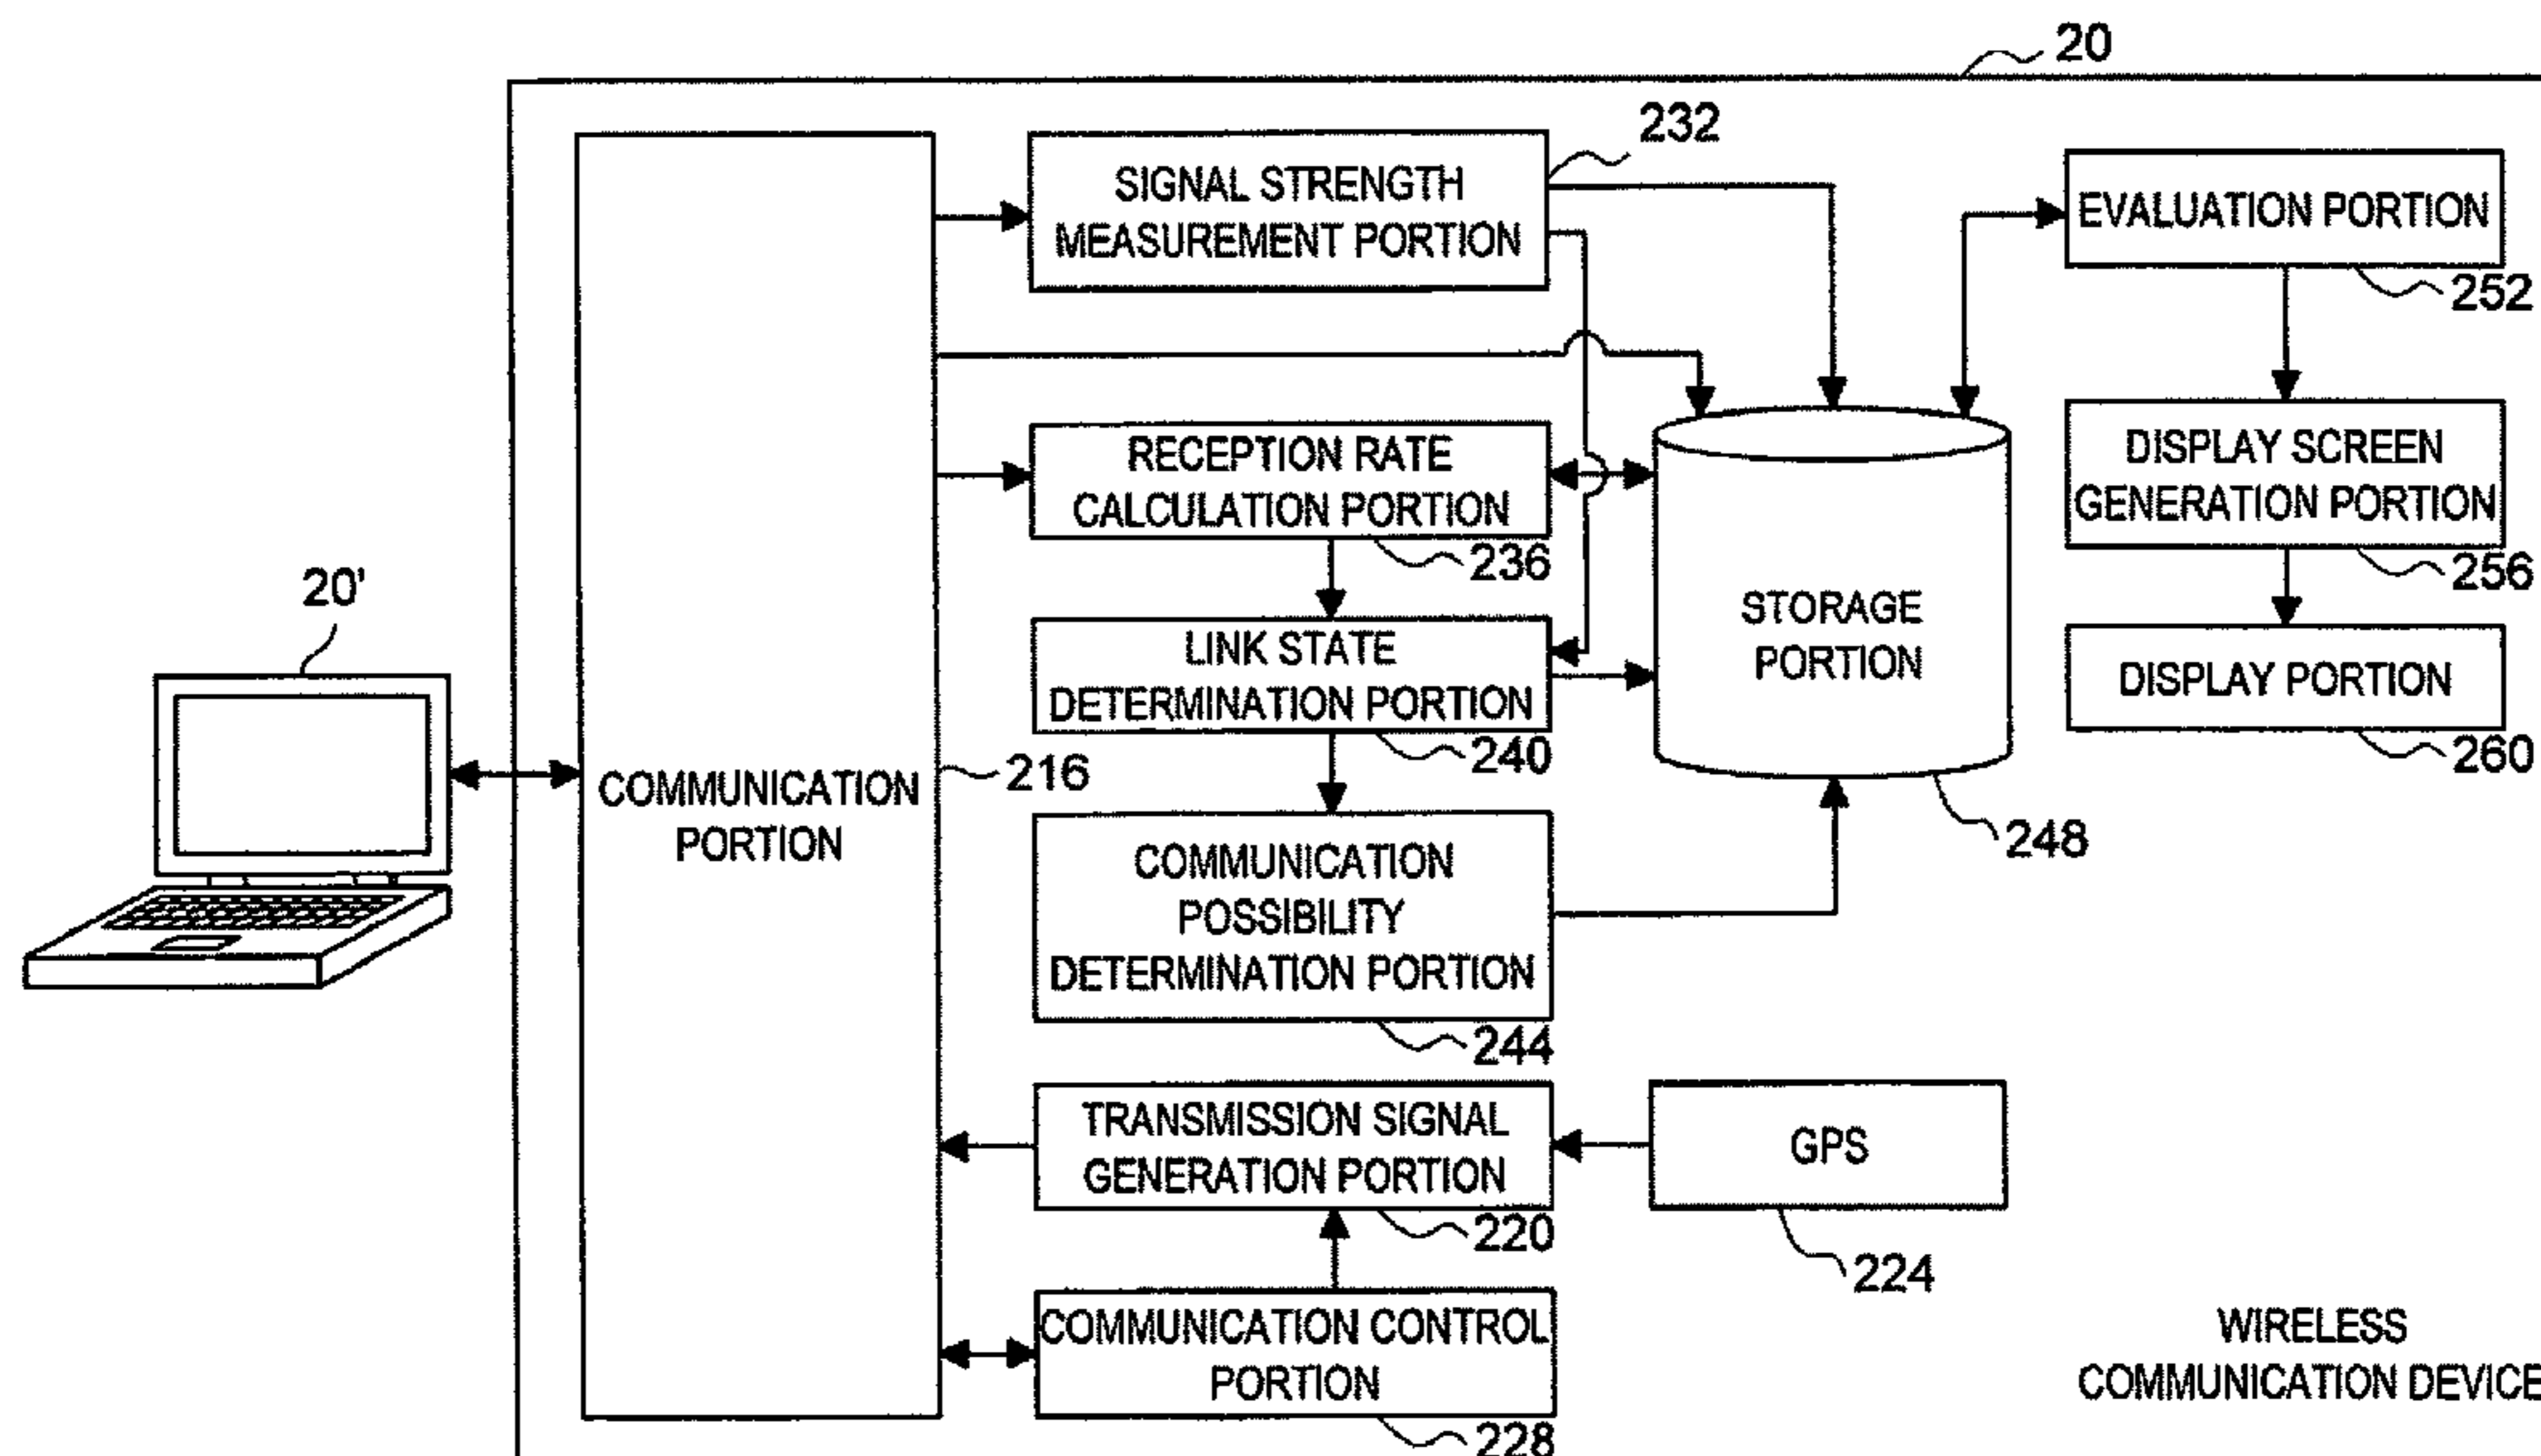 20
232
SIGNAL STRENGTH
MEASUREMENT PORTION
EVALUATION PORTION
252
RECEPTION RATE
CALCULATION PORTION
236
DISPLAY SCREEN
GENERATION PORTION
256
20'
STORAGE
PORTION
248
LINK STATE
DETERMINATION PORTION
240
DISPLAY PORTION
260
COMMUNICATION
PORTION
216
COMMUNICATION
POSSIBILITY
DETERMINATION PORTION
244
TRANSMISSION SIGNAL
GENERATION PORTION
220
GPS
224
COMMUNICATION CONTROL
PORTION
228
WIRELESS
COMMUNICATION DEVICE